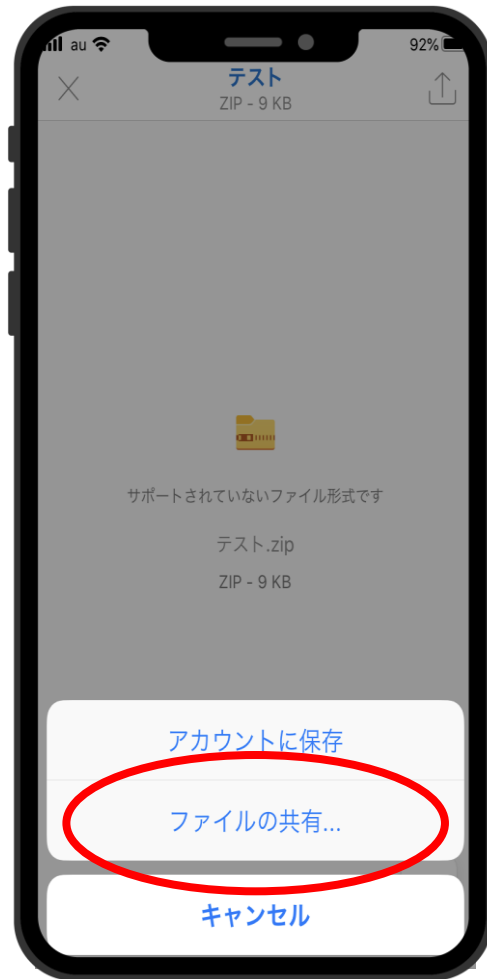 au 92%
テスト
ZIP - 9 KB
サポートされていないファイル形式です
テスト.zip
ZIP - 9 KB
アカウントに保存
ファイルの共有...
キャンセル